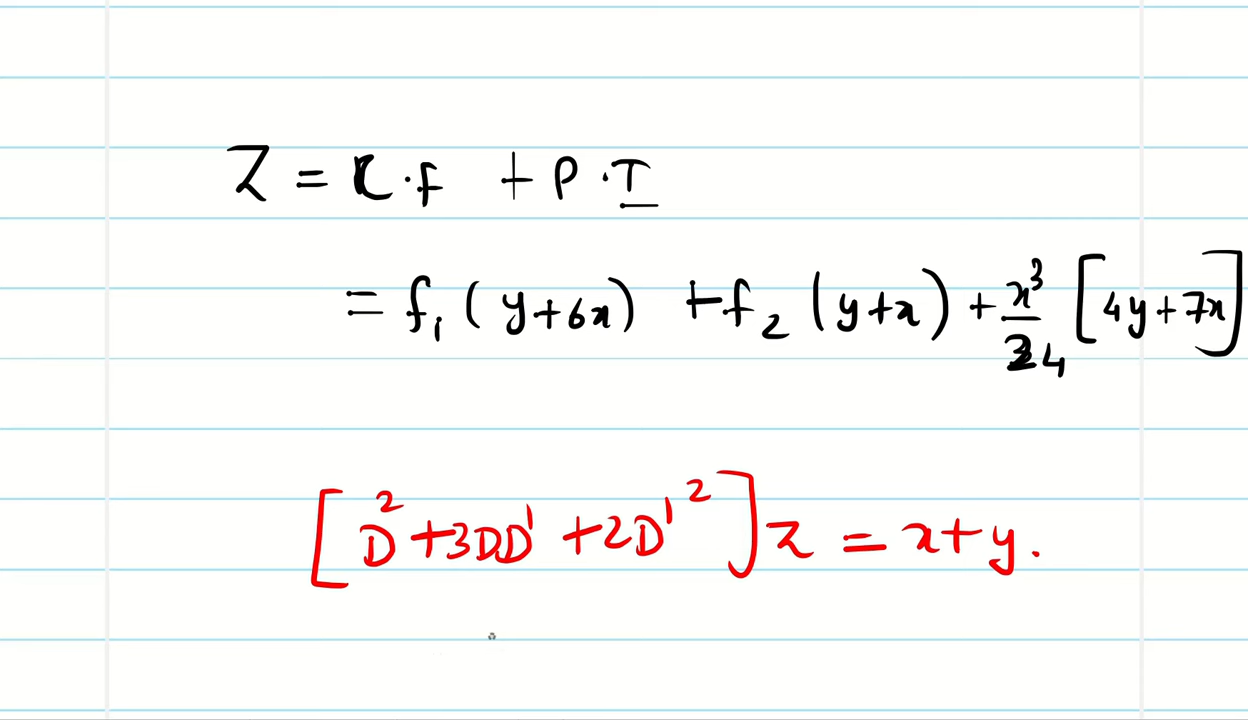 Z = C.f + P.I
= f₁(y+6x) + f₂(y+x) + x³/24 [4y+7x]
[D² + 3DD' + 2D'²] z = x+y.